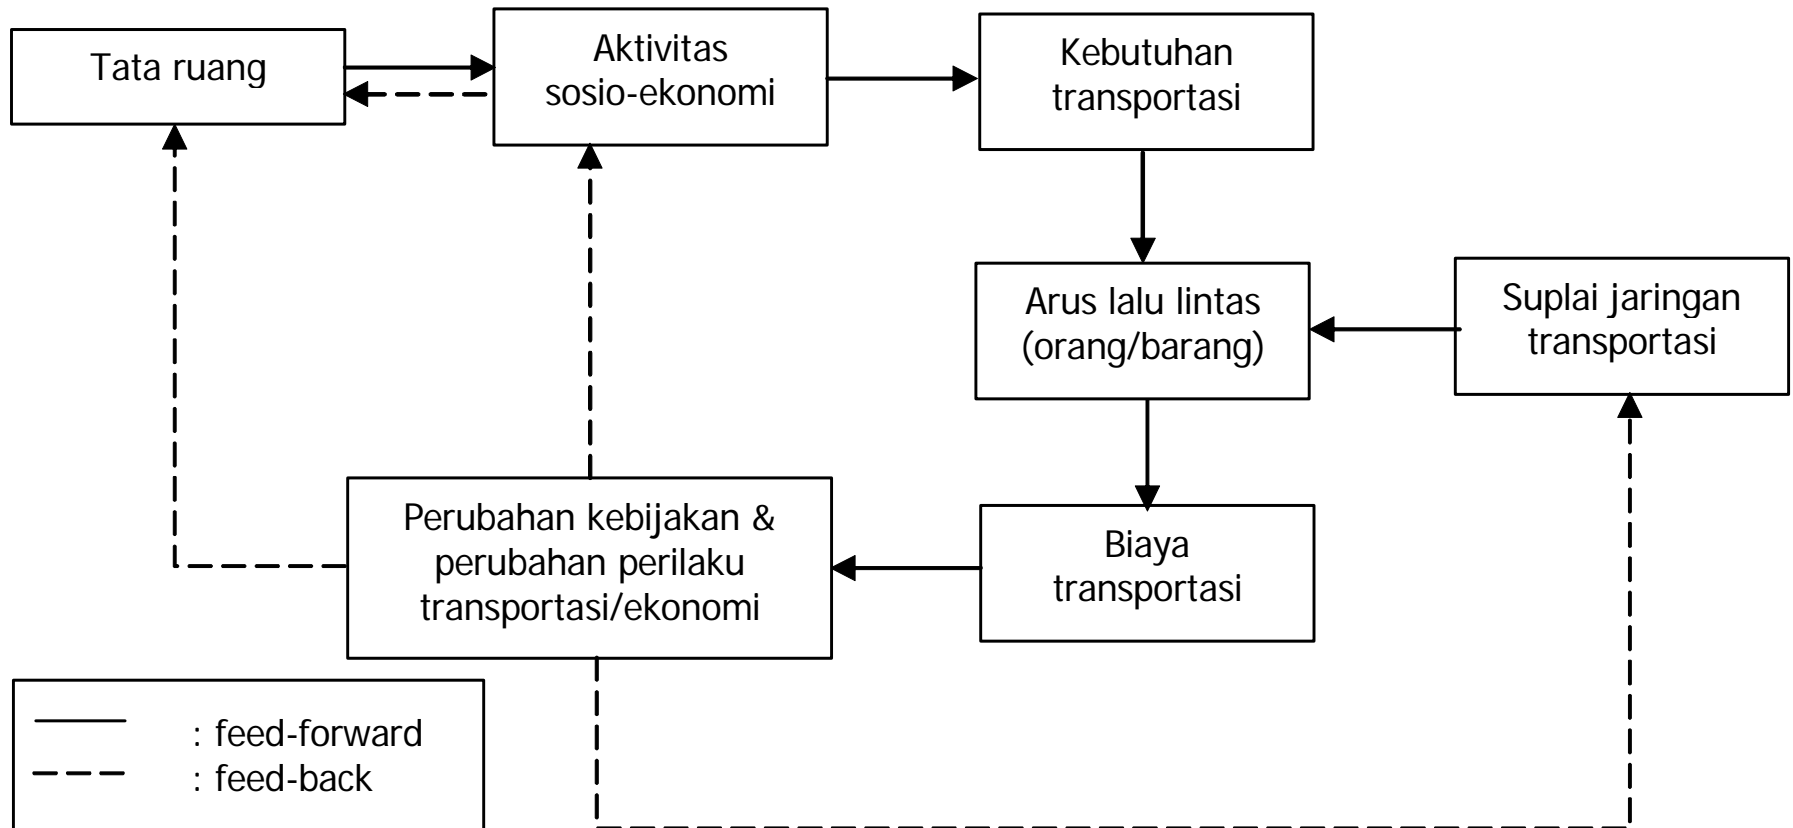 Tata ruang
Aktivitas
sosio-ekonomi
Kebutuhan
transportasi
Arus lalu lintas
(orang/barang)
Suplai jaringan
transportasi
Perubahan kebijakan &
perubahan perilaku
transportasi/ekonomi
Biaya
transportasi
: feed-forward
: feed-back